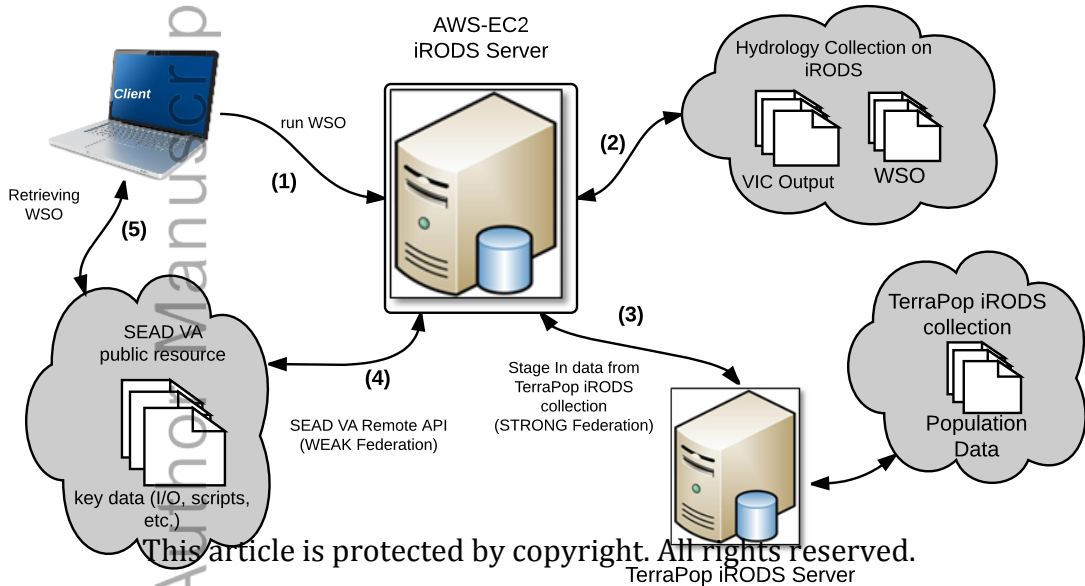 AWS-EC2
iRODS Server
Client
run WSO
(1)
(2)
Hydrology Collection on
iRODS
VIC Output
WSO
Retrieving
WSO
(5)
SEAD VA
public resource
key data (I/O, scripts,
etc.)
(4)
SEAD VA Remote API
(WEAK Federation)
(3)
Stage In data from
TerraPop iRODS
collection
(STRONG Federation)
TerraPop iRODS
collection
Population
Data
TerraPop iRODS Server
This article is protected by copyright. All rights reserved.
Author Manuscrip